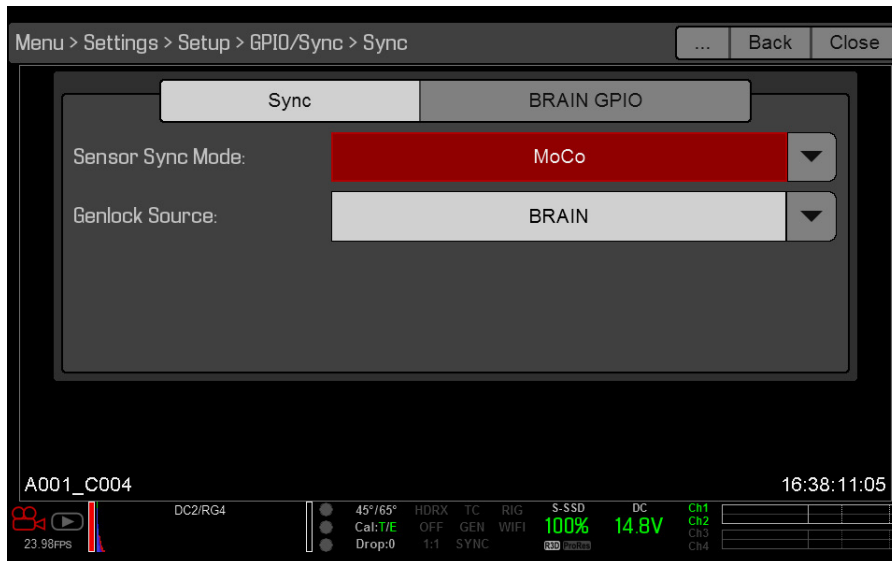 Menu > Settings > Setup > GPIO/Sync > Sync ... Back Close
Sync BRAIN GPIO
Sensor Sync Mode: MoCo
Genlock Source: BRAIN
A001_C004 16:38:11:05
DC2/RG4 45°/65° HDRX TC RIG S-SSD DC Ch1
Cal:T/E OFF GEN WIFI 100% 14.8V Ch2
23.98FPS Drop:0 1:1 SYNC R3D ProRes Ch3
Ch4